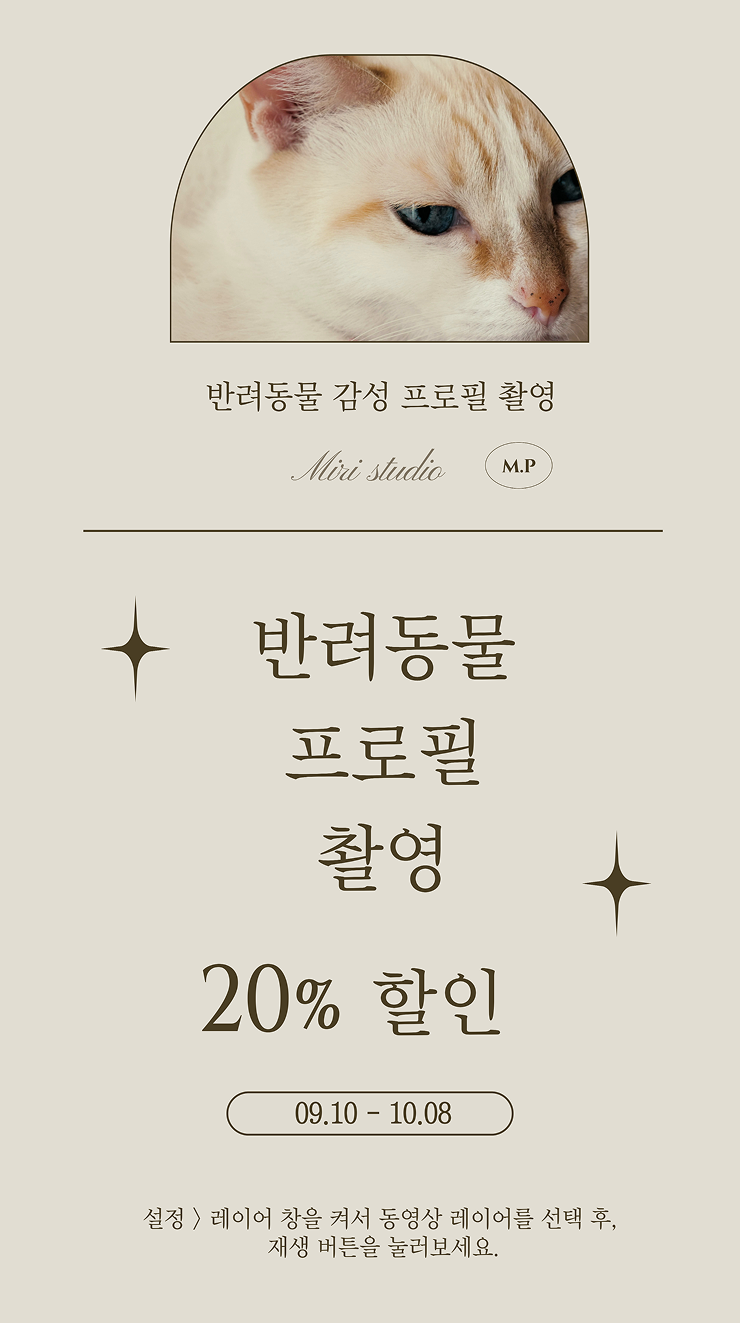 반려동물 감성 프로필 촬영
Miri studio M.P
반려동물
프로필
촬영
20% 할인
09.10 - 10.08
설정 > 레이어 창을 켜서 동영상 레이어를 선택 후,
재생 버튼을 눌러보세요.